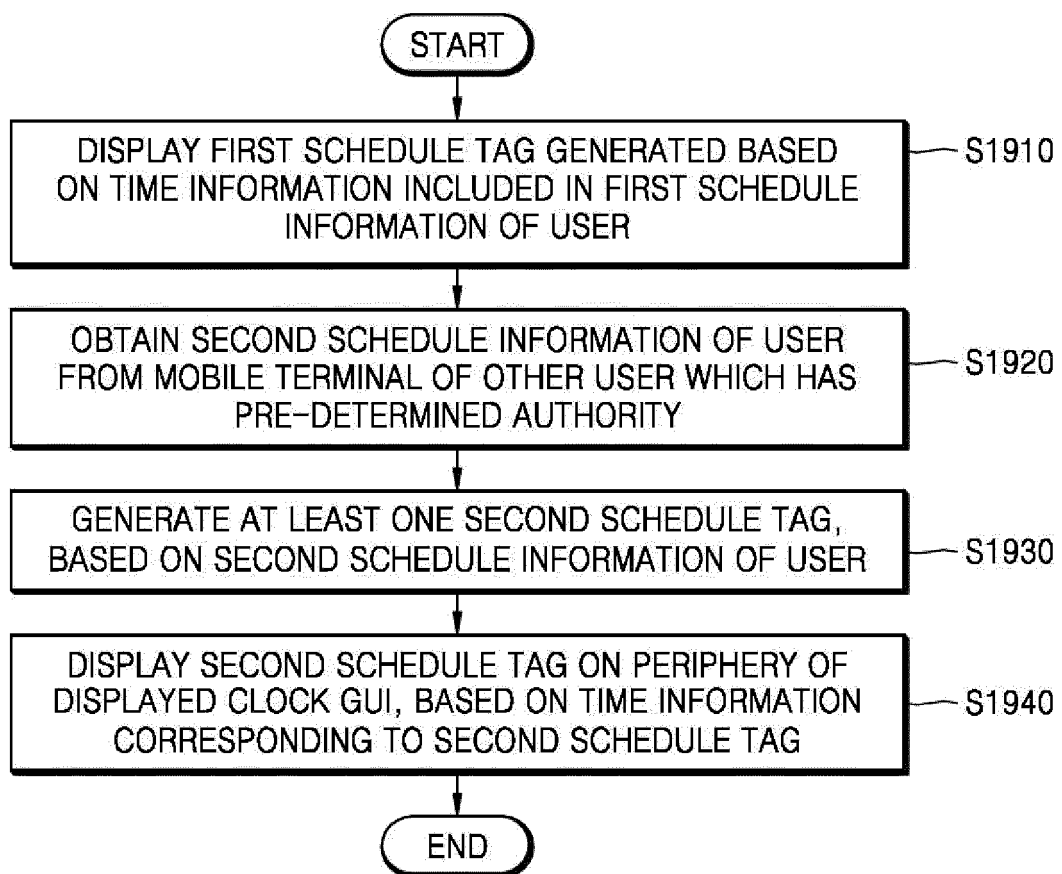 START
DISPLAY FIRST SCHEDULE TAG GENERATED BASED
ON TIME INFORMATION INCLUDED IN FIRST SCHEDULE
INFORMATION OF USER
S1910
OBTAIN SECOND SCHEDULE INFORMATION OF USER
FROM MOBILE TERMINAL OF OTHER USER WHICH HAS
PRE-DETERMINED AUTHORITY
S1920
GENERATE AT LEAST ONE SECOND SCHEDULE TAG,
BASED ON SECOND SCHEDULE INFORMATION OF USER
S1930
DISPLAY SECOND SCHEDULE TAG ON PERIPHERY OF
DISPLAYED CLOCK GUI, BASED ON TIME INFORMATION
CORRESPONDING TO SECOND SCHEDULE TAG
S1940
END